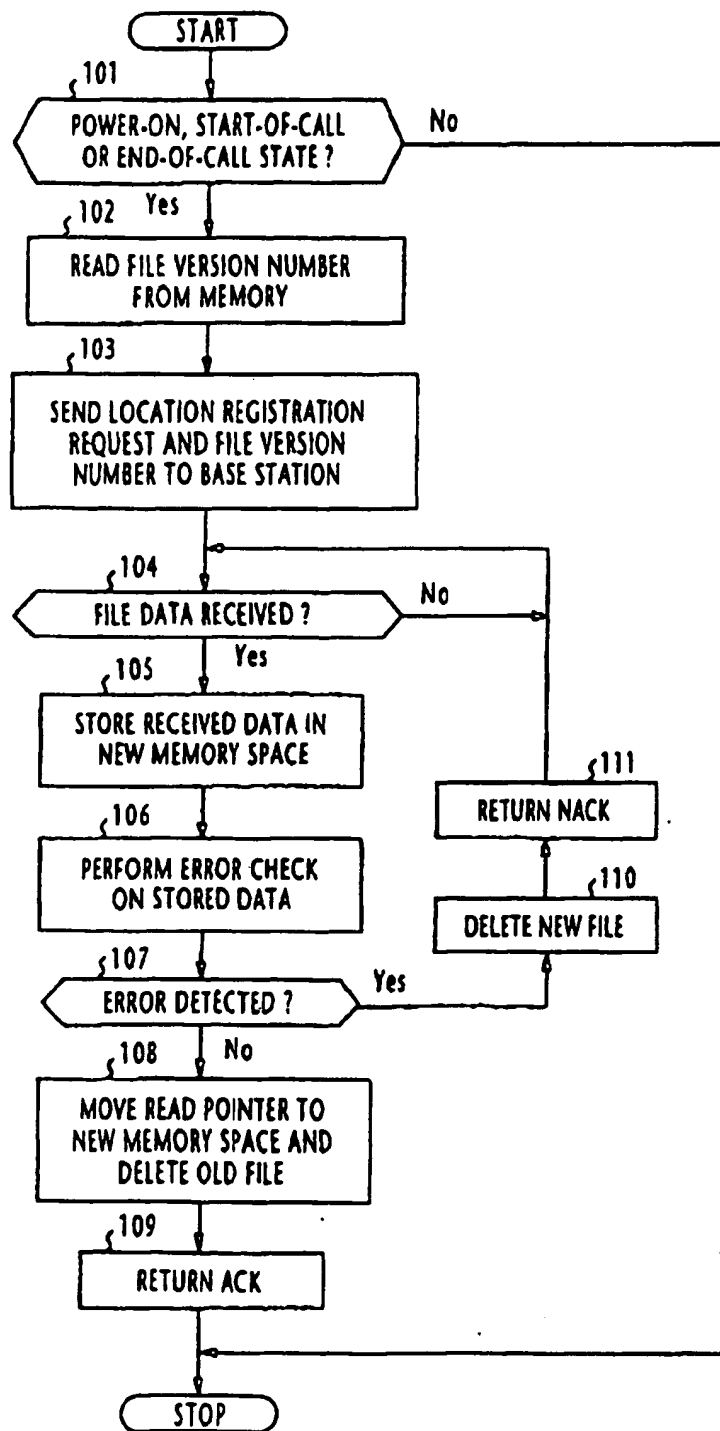 START
101
POWER-ON, START-OF-CALL
OR END-OF-CALL STATE ?
No
Yes
102
READ FILE VERSION NUMBER
FROM MEMORY
103
SEND LOCATION REGISTRATION
REQUEST AND FILE VERSION
NUMBER TO BASE STATION
104
FILE DATA RECEIVED ?
No
Yes
105
STORE RECEIVED DATA IN
NEW MEMORY SPACE
111
RETURN NACK
106
PERFORM ERROR CHECK
ON STORED DATA
110
DELETE NEW FILE
107
ERROR DETECTED ?
Yes
No
108
MOVE READ POINTER TO
NEW MEMORY SPACE AND
DELETE OLD FILE
109
RETURN ACK
STOP